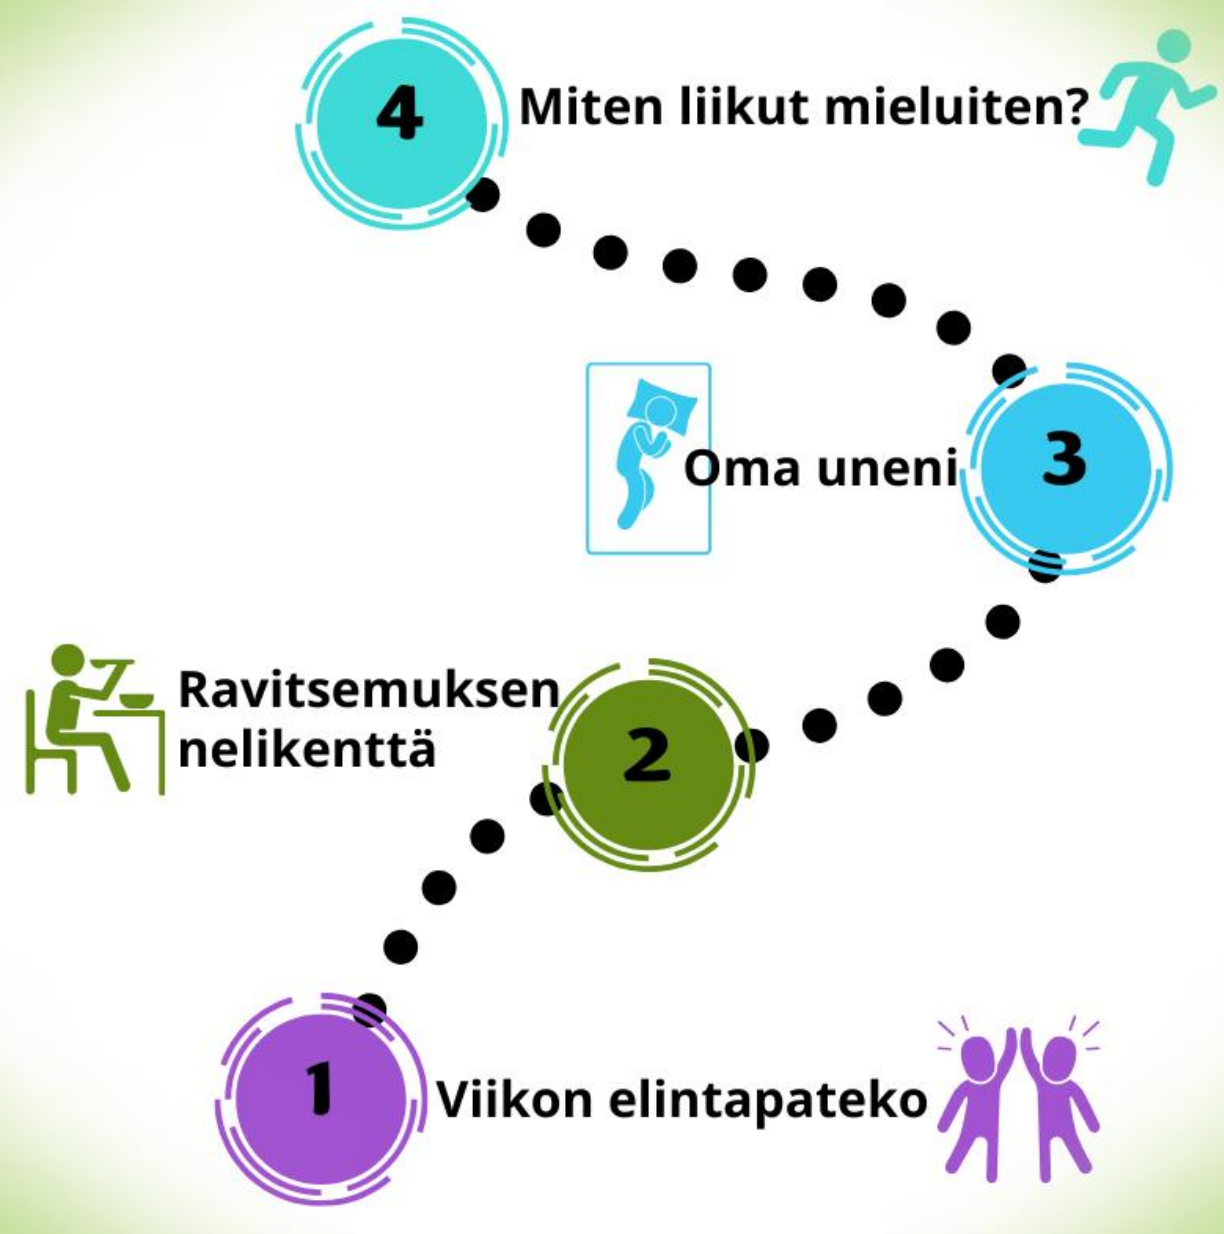 4
Miten liikut mieluiten?
Oma uneni
3
Ravitsemuksen
nelikenttä
2
1
Viikon elintapateko